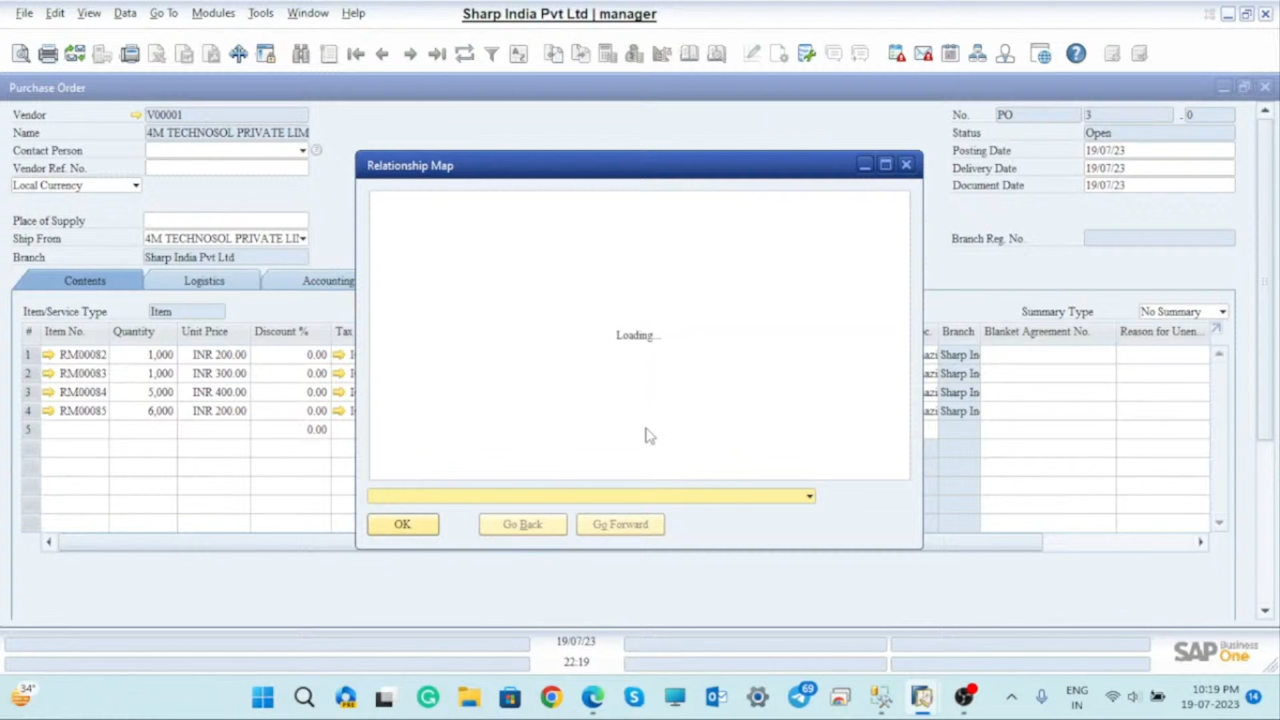 File Edit View Data Go To Modules Tools Window Help Sharp India Pvt Ltd | manager
Purchase Order
Vendor V00001 No. PO 3 - 0
Name 4M TECHNOSOL PRIVATE LIM Status Open
Contact Person Posting Date 19/07/23
Vendor Ref. No. Delivery Date 19/07/23
Local Currency Document Date 19/07/23
Place of Supply
Ship From 4M TECHNOSOL PRIVATE LI Branch Reg. No.
Branch Sharp India Pvt Ltd
Relationship Map
Loading...
OK Go Back Go Forward
Contents Logistics Accounting
Item/Service Type Item Summary Type No Summary
# Item No. Quantity Unit Price Discount % Tax c. Branch Blanket Agreement No. Reason for Unen...
1 RM00082 1,000 INR 200.00 0.00 I azi Sharp In
2 RM00083 1,000 INR 300.00 0.00 I azi Sharp In
3 RM00084 5,000 INR 400.00 0.00 I azi Sharp In
4 RM00085 6,000 INR 200.00 0.00 I azi Sharp In
5 0.00
19/07/23
22:19
SAP Business One
34° 69 ENG IN 10:19 PM 19-07-2023 14